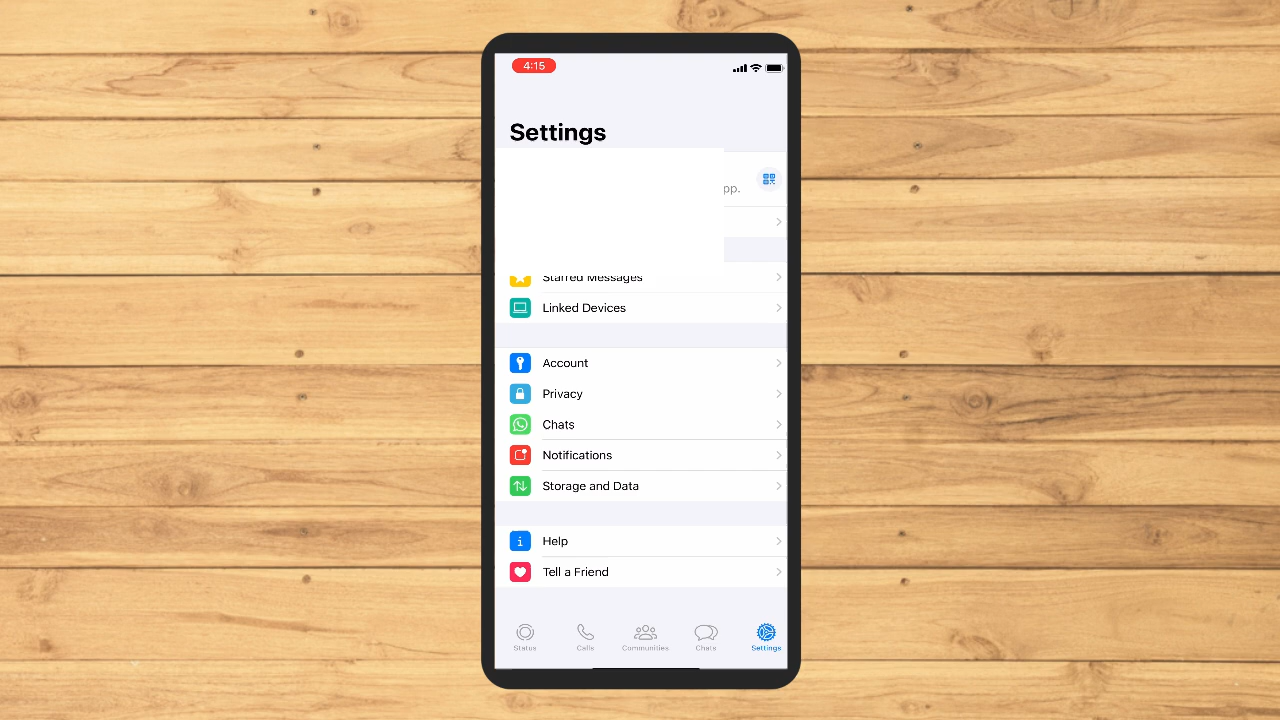 4:15
Settings
pp.
Starred Messages
Linked Devices
Account
Privacy
Chats
Notifications
Storage and Data
Help
Tell a Friend
Status Calls Communities Chats Settings